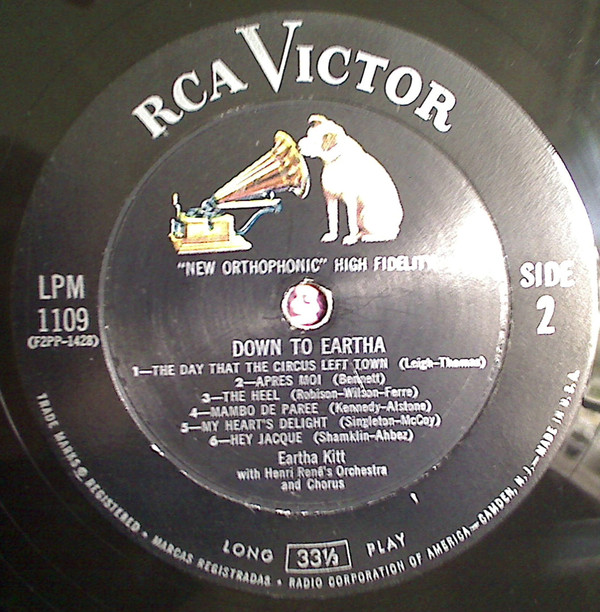 RCA VICTOR
"NEW ORTHOPHONIC" HIGH FIDELITY
LPM
1109
(F2PP-1428)
SIDE
2
DOWN TO EARTHA
1—THE DAY THAT THE CIRCUS LEFT TOWN (Leigh-Thomas)
2—APRES MOI (Bennett)
3—THE HEEL (Robison-Wilson-Ferre)
4—MAMBO DE PAREE (Kennedy-Alstone)
5—MY HEART'S DELIGHT (Singleton-McCoy)
6—HEY JACQUE (Shamklin-Ahbez)
Eartha Kitt
with Henri René's Orchestra
and Chorus
LONG 33⅓ PLAY
TRADE MARKS ® REGISTERED • MARCAS REGISTRADAS • RADIO CORPORATION OF AMERICA—CAMDEN, N.J.—MADE IN U.S.A.